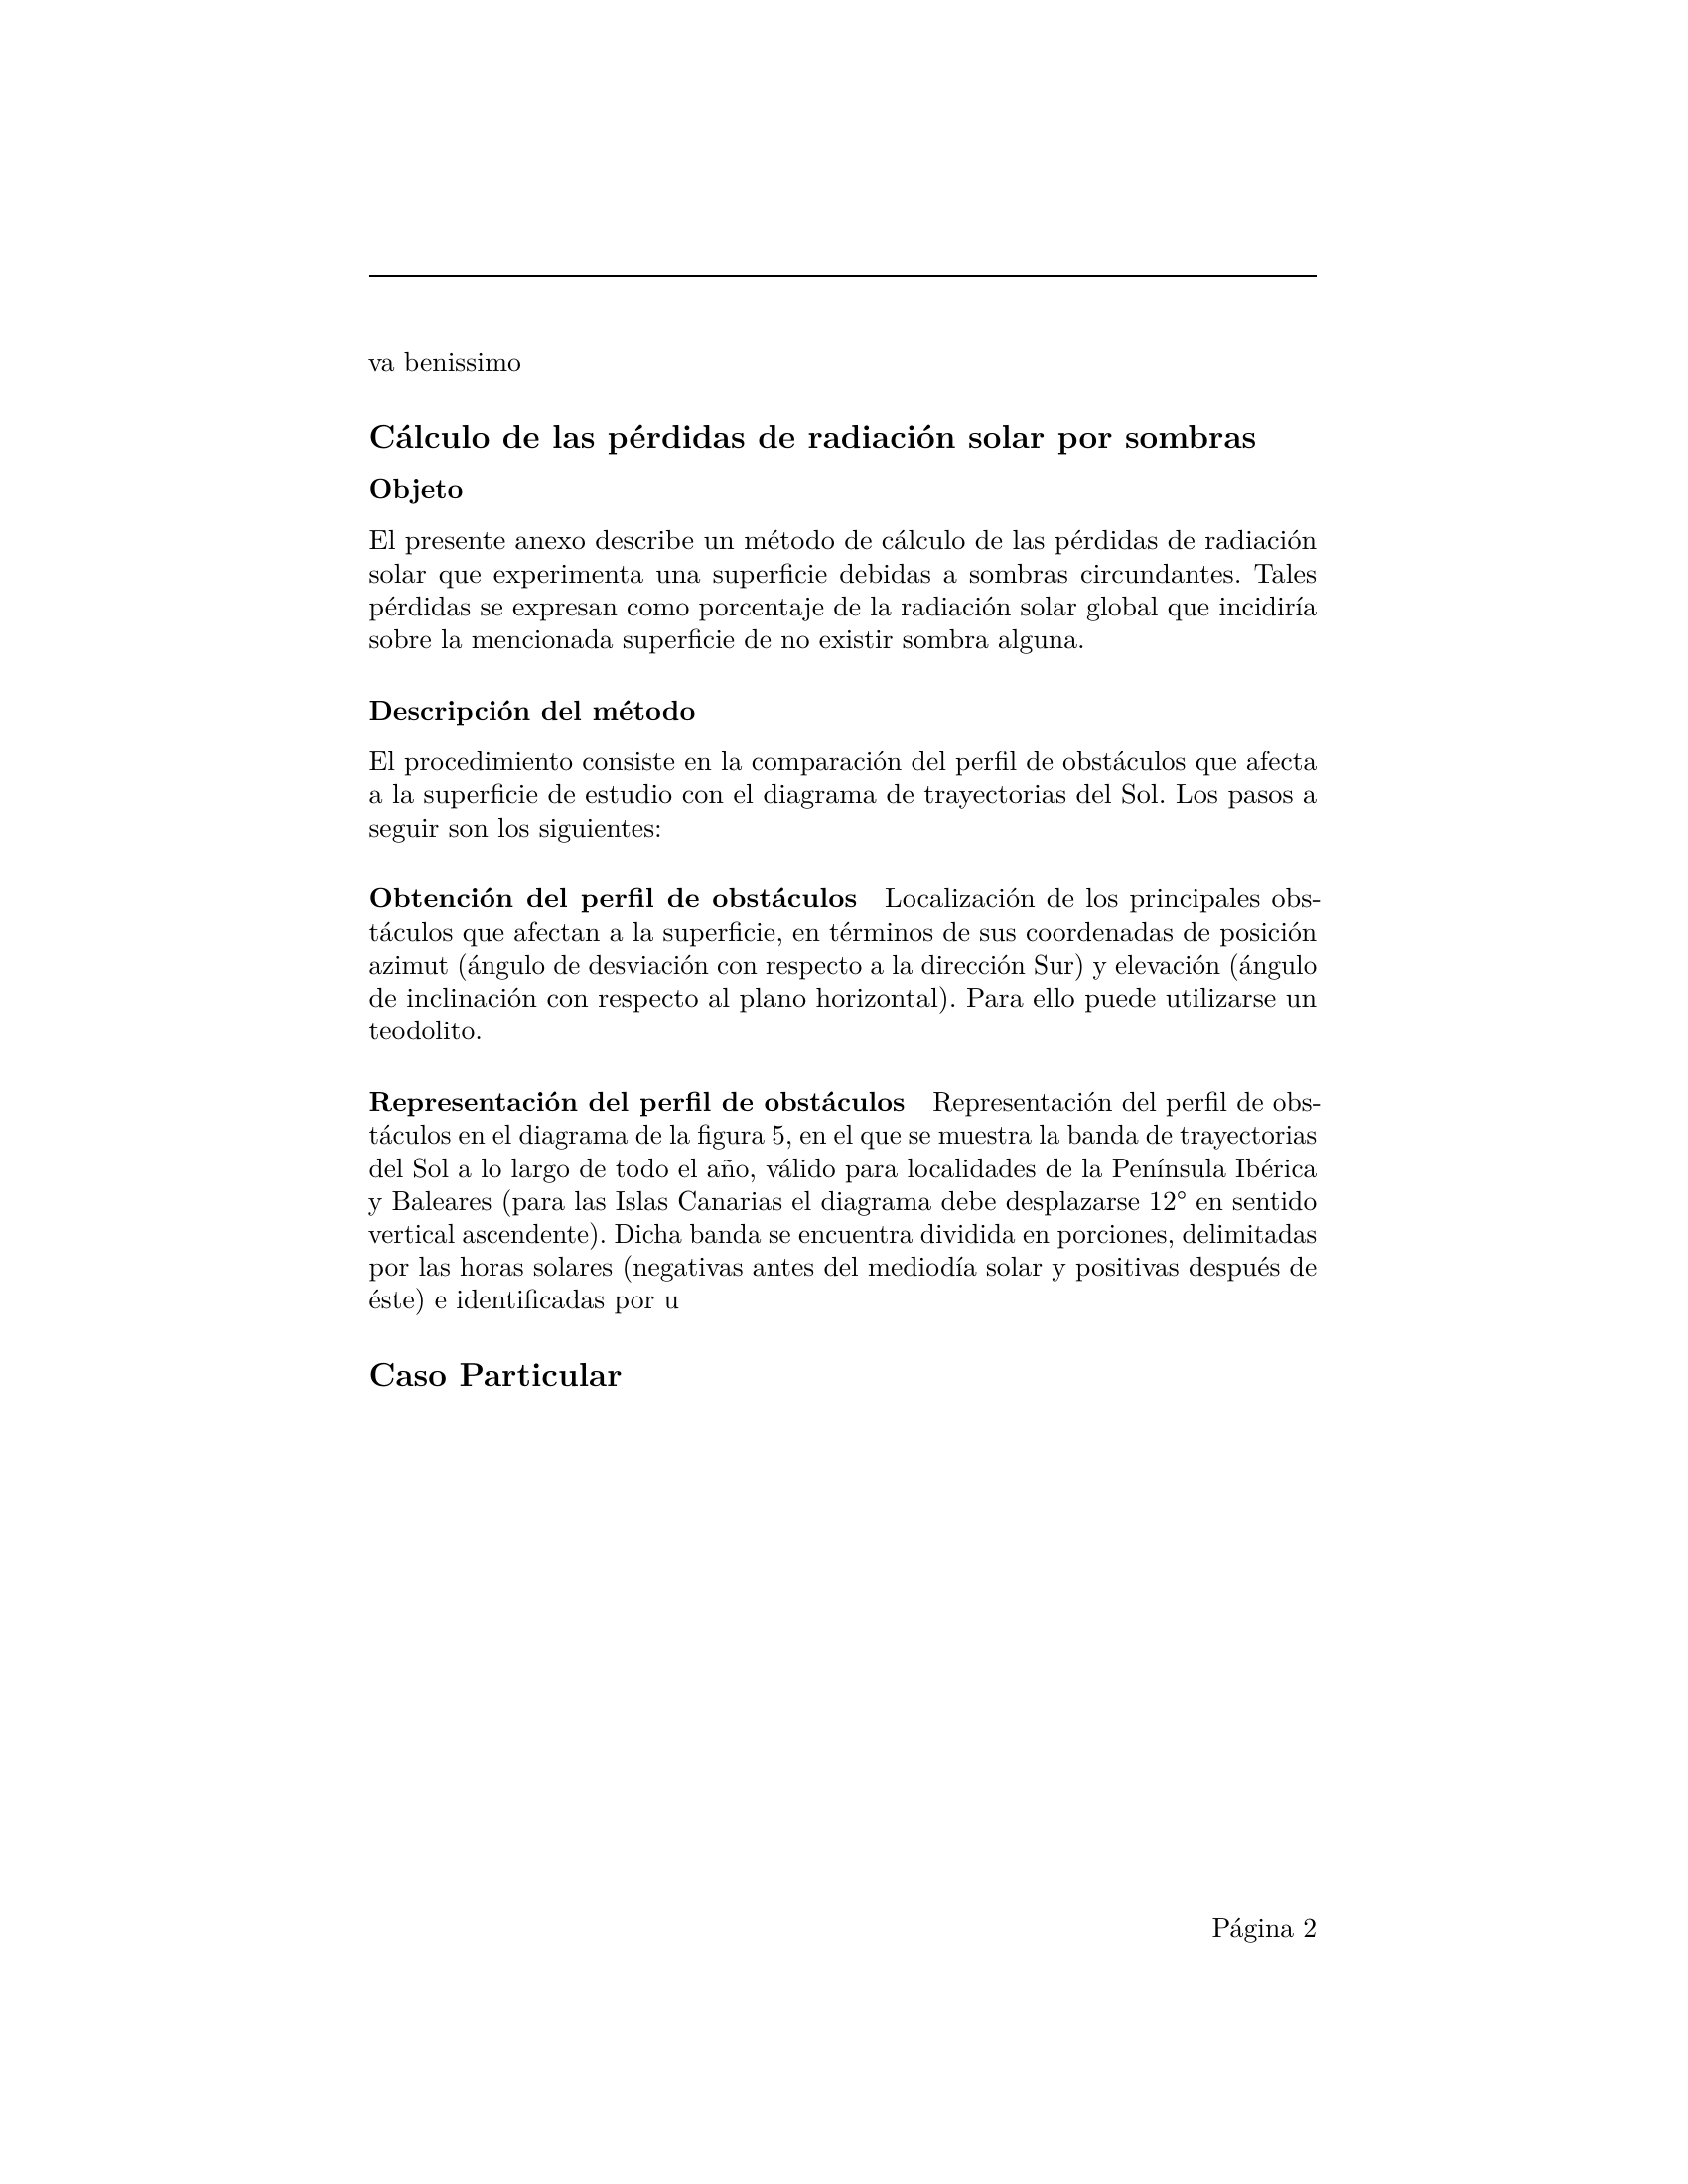 va benissimo
Cálculo de las pérdidas de radiación solar por sombras
Objeto
El presente anexo describe un método de cálculo de las pérdidas de radiación
solar que experimenta una superficie debidas a sombras circundantes. Tales
pérdidas se expresan como porcentaje de la radiación solar global que incidiría
sobre la mencionada superficie de no existir sombra alguna.
Descripción del método
El procedimiento consiste en la comparación del perfil de obstáculos que afecta
a la superficie de estudio con el diagrama de trayectorias del Sol. Los pasos a
seguir son los siguientes:
Obtención del perfil de obstáculos Localización de los principales obs-
táculos que afectan a la superficie, en términos de sus coordenadas de posición
azimut (ángulo de desviación con respecto a la dirección Sur) y elevación (ángulo
de inclinación con respecto al plano horizontal). Para ello puede utilizarse un
teodolito.
Representación del perfil de obstáculos Representación del perfil de obs-
táculos en el diagrama de la figura 5, en el que se muestra la banda de trayectorias
del Sol a lo largo de todo el año, válido para localidades de la Península Ibérica
y Baleares (para las Islas Canarias el diagrama debe desplazarse 12° en sentido
vertical ascendente). Dicha banda se encuentra dividida en porciones, delimitadas
por las horas solares (negativas antes del mediodía solar y positivas después de
éste) e identificadas por u
Caso Particular
Página 2